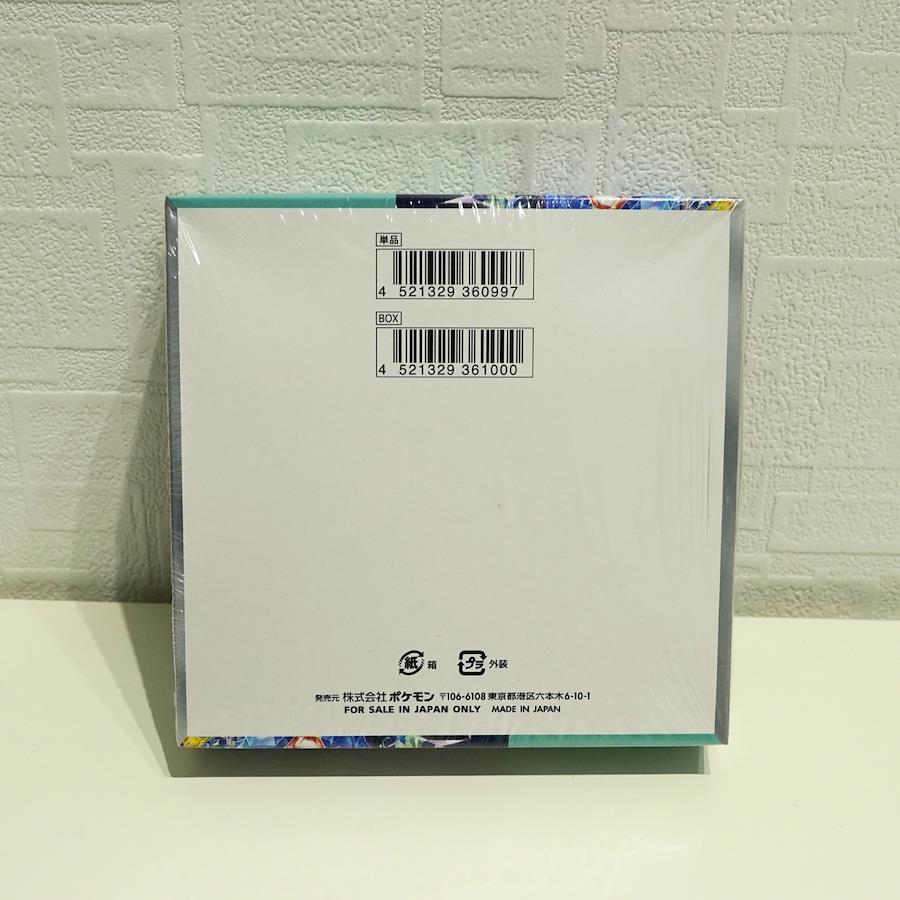 単品
4 521329 360997
BOX
4 521329 361000
紙 箱 プラ 外装
発売元 株式会社 ポケモン 〒106-6108 東京都港区六本木6-10-1
FOR SALE IN JAPAN ONLY MADE IN JAPAN